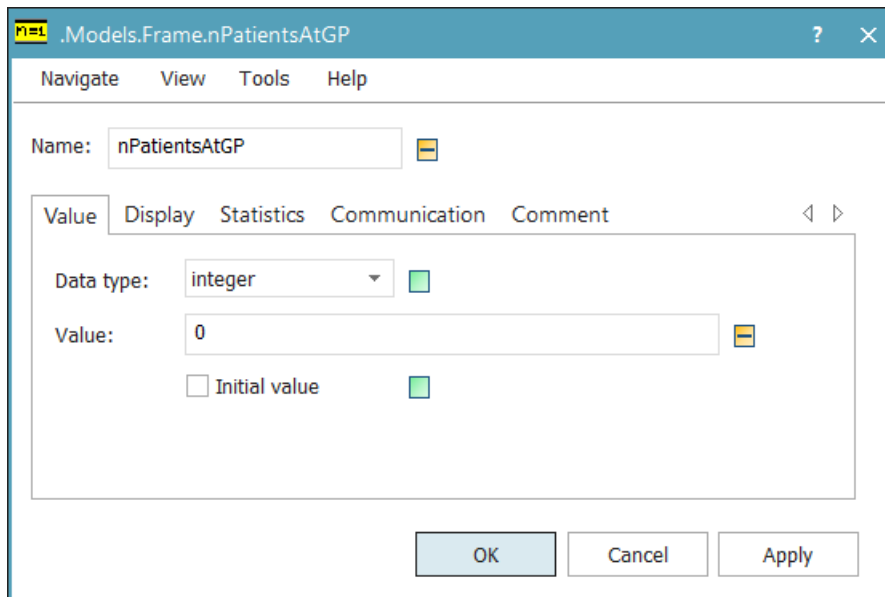 n=1 .Models.Frame.nPatientsAtGP ?
Navigate View Tools Help
Name: nPatientsAtGP
Value Display Statistics Communication Comment
Data type: integer
Value: 0
Initial value
OK Cancel Apply